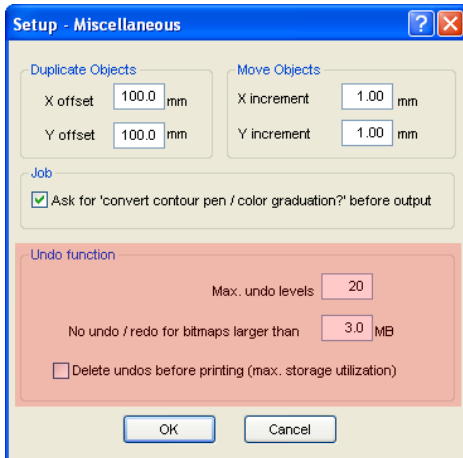 Setup - Miscellaneous
Duplicate Objects
X offset 100.0 mm
Y offset 100.0 mm
Move Objects
X increment 1.00 mm
Y increment 1.00 mm
Job
Ask for 'convert contour pen / color graduation?' before output
Undo function
Max. undo levels 20
No undo / redo for bitmaps larger than 3.0 MB
Delete undos before printing (max. storage utilization)
OK Cancel